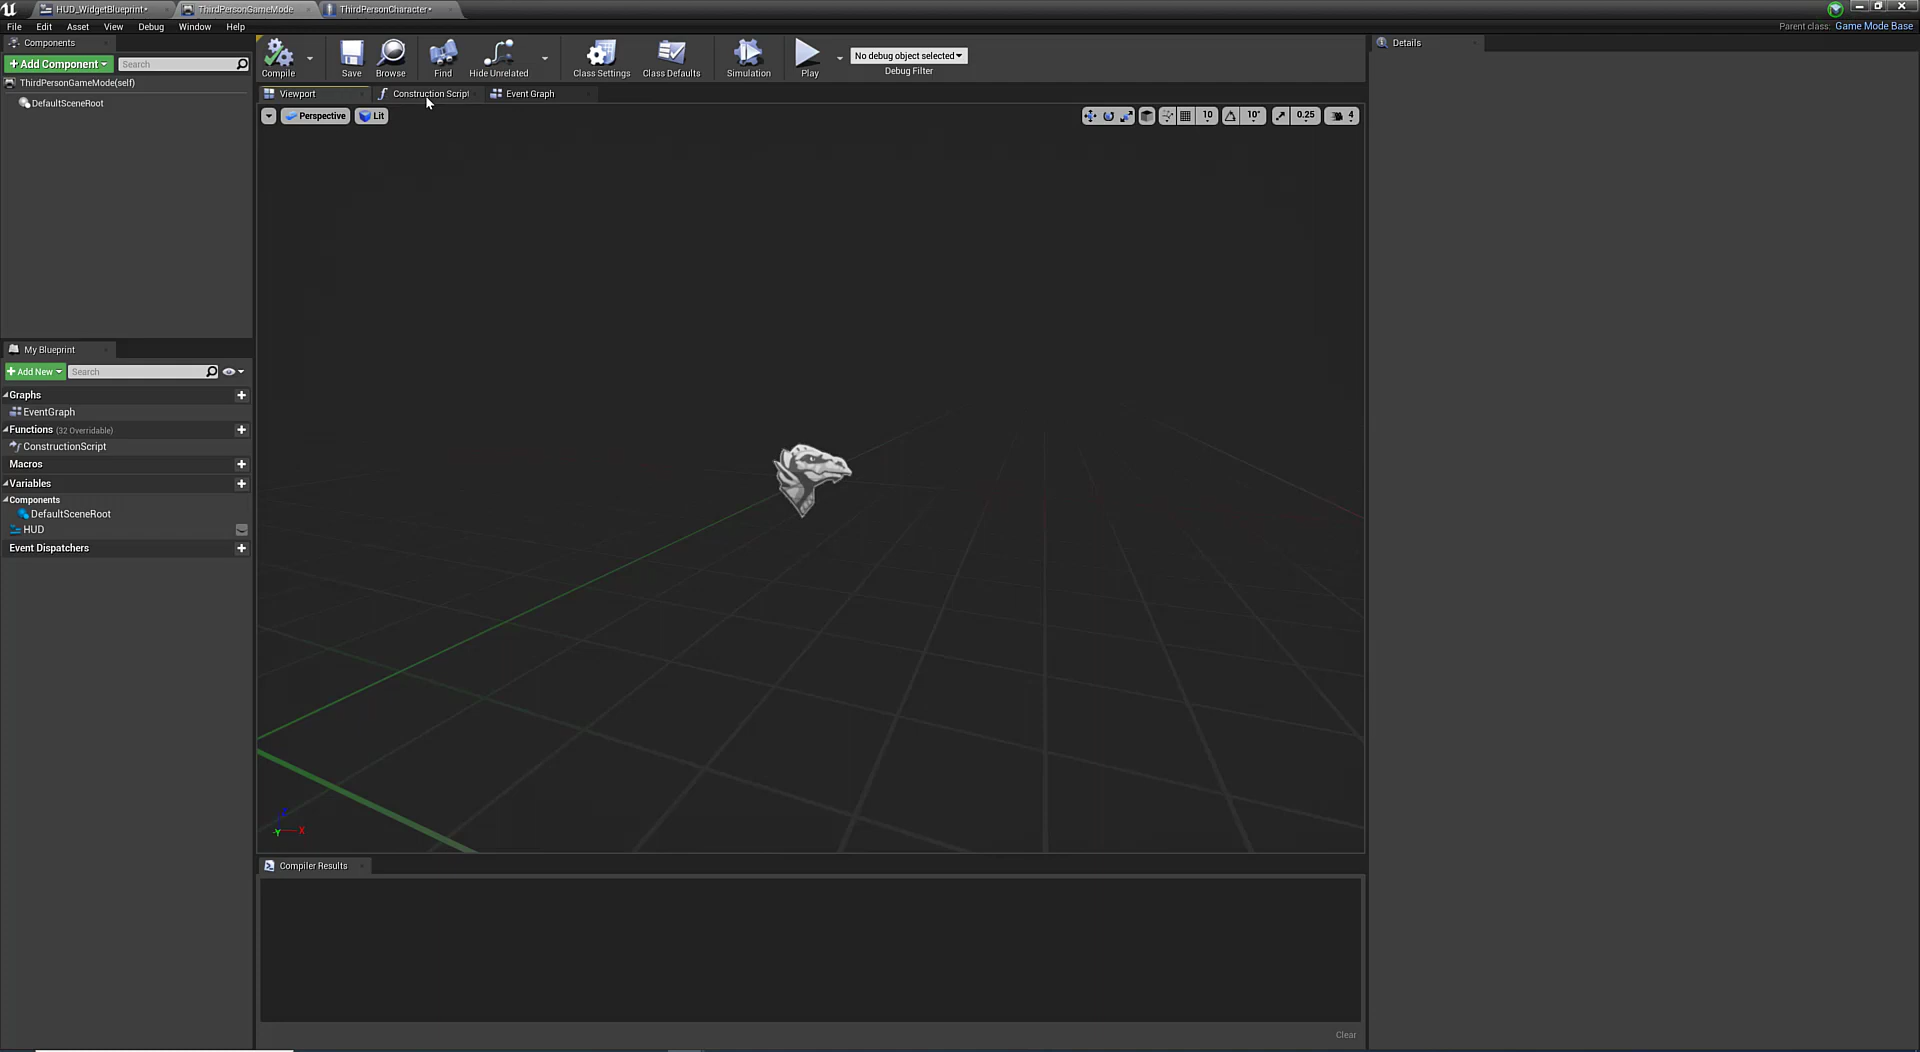 HUD_WidgetBlueprint*
ThirdPersonGameMode
ThirdPersonCharacter*
File Edit Asset View Debug Window Help
Parent class: Game Mode Base
Components
Add Component
Search
ThirdPersonGameMode(self)
DefaultSceneRoot
Compile
Save
Browse
Find
Hide Unrelated
Class Settings
Class Defaults
Simulation
Play
No debug object selected
Debug Filter
Details
Viewport
Construction Script
Event Graph
Perspective
Lit
10
10°
0.25
4
My Blueprint
Add New
Search
Graphs
EventGraph
Functions (32 Overridable)
ConstructionScript
Macros
Variables
Components
DefaultSceneRoot
HUD
Event Dispatchers
Z
Y
X
Compiler Results
Clear